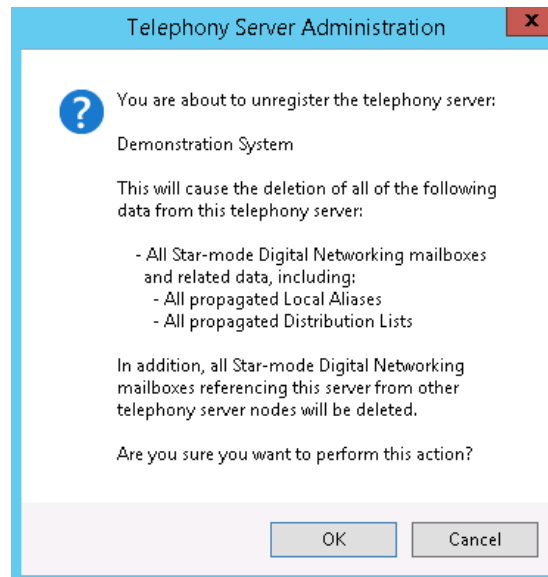 Telephony Server Administration
x
?
You are about to unregister the telephony server:
Demonstration System
This will cause the deletion of all of the following
data from this telephony server:
- All Star-mode Digital Networking mailboxes
and related data, including:
- All propagated Local Aliases
- All propagated Distribution Lists
In addition, all Star-mode Digital Networking
mailboxes referencing this server from other
telephony server nodes will be deleted.
Are you sure you want to perform this action?
OK
Cancel